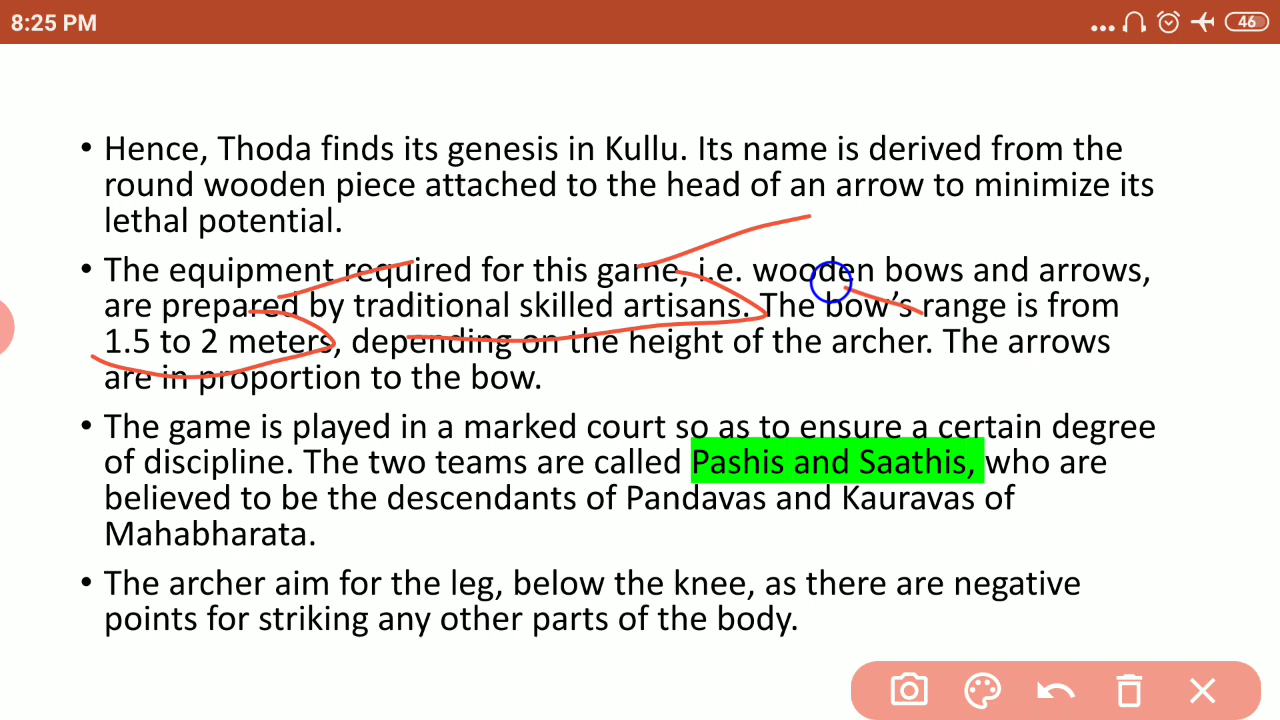 8:25 PM
46
• Hence, Thoda finds its genesis in Kullu. Its name is derived from the
round wooden piece attached to the head of an arrow to minimize its
lethal potential.
• The equipment required for this game, i.e. wooden bows and arrows,
are prepared by traditional skilled artisans. The bow's range is from
1.5 to 2 meters, depending on the height of the archer. The arrows
are in proportion to the bow.
• The game is played in a marked court so as to ensure a certain degree
of discipline. The two teams are called Pashis and Saathis, who are
believed to be the descendants of Pandavas and Kauravas of
Mahabharata.
• The archer aim for the leg, below the knee, as there are negative
points for striking any other parts of the body.